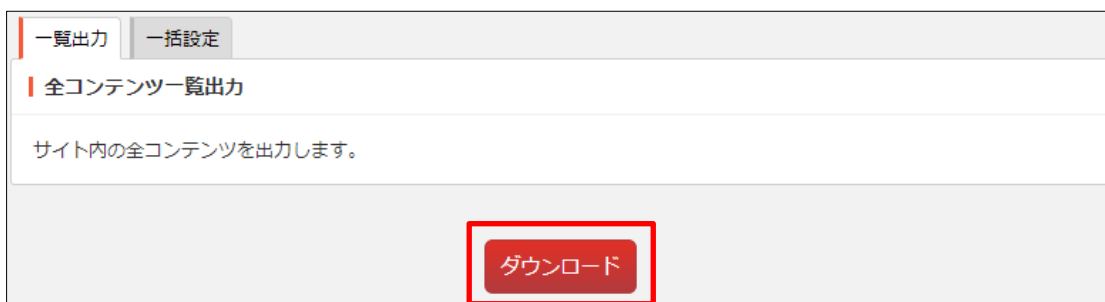 一覧出力
一括設定
全コンテンツ一覧出力
サイト内の全コンテンツを出力します。
ダウンロード